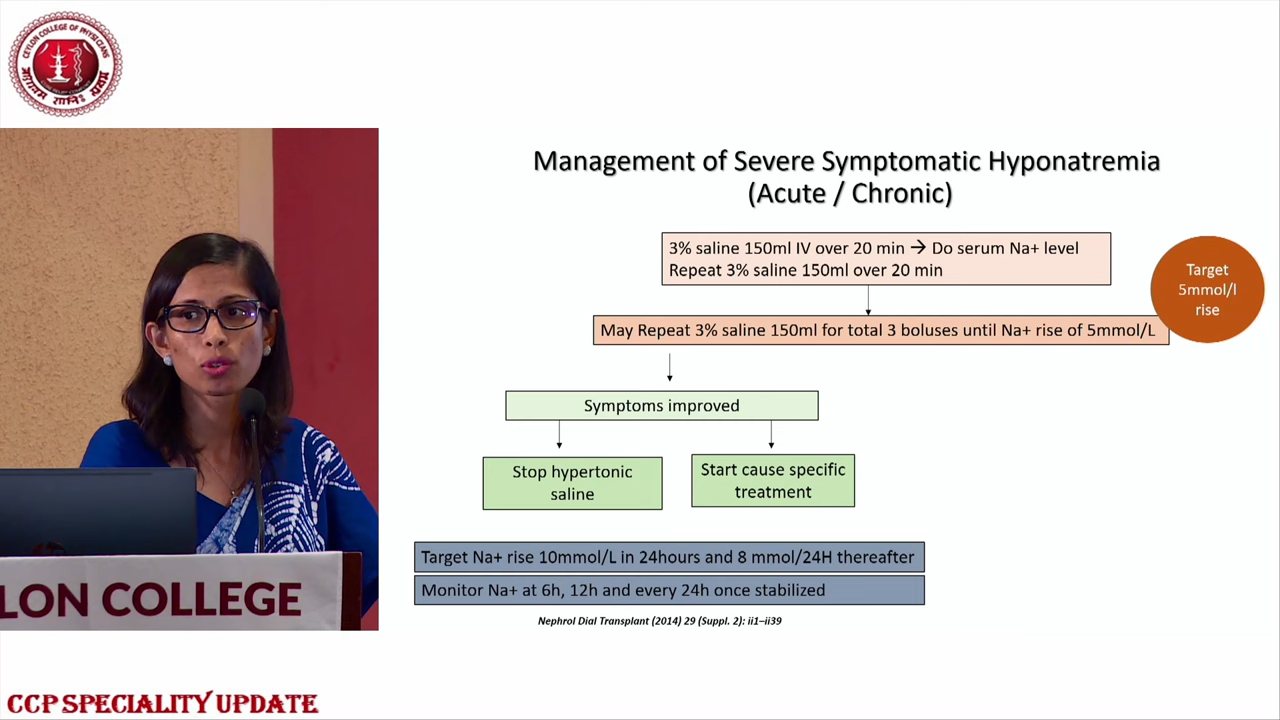 CEYLON COLLEGE OF PHYSICIANS
Management of Severe Symptomatic Hyponatremia
(Acute / Chronic)
3% saline 150ml IV over 20 min → Do serum Na+ level
Repeat 3% saline 150ml over 20 min
Target
5mmol/l
rise
May Repeat 3% saline 150ml for total 3 boluses until Na+ rise of 5mmol/L
Symptoms improved
Stop hypertonic
saline
Start cause specific
treatment
Target Na+ rise 10mmol/L in 24hours and 8 mmol/24H thereafter
Monitor Na+ at 6h, 12h and every 24h once stabilized
Nephrol Dial Transplant (2014) 29 (Suppl. 2): ii1–ii39
LON COLLEGE
CCP SPECIALITY UPDATE